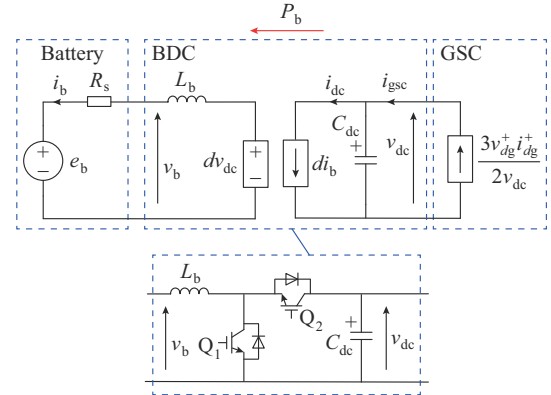 P_b
Battery BDC GSC
i_b R_s L_b i_dc i_gsc
C_dc
+
+ − e_b v_b dv_dc + − di_b v_dc 3v_dg^+ i_dg^+ / 2v_dc
L_b
Q_2
+
v_b Q_1 C_dc v_dc